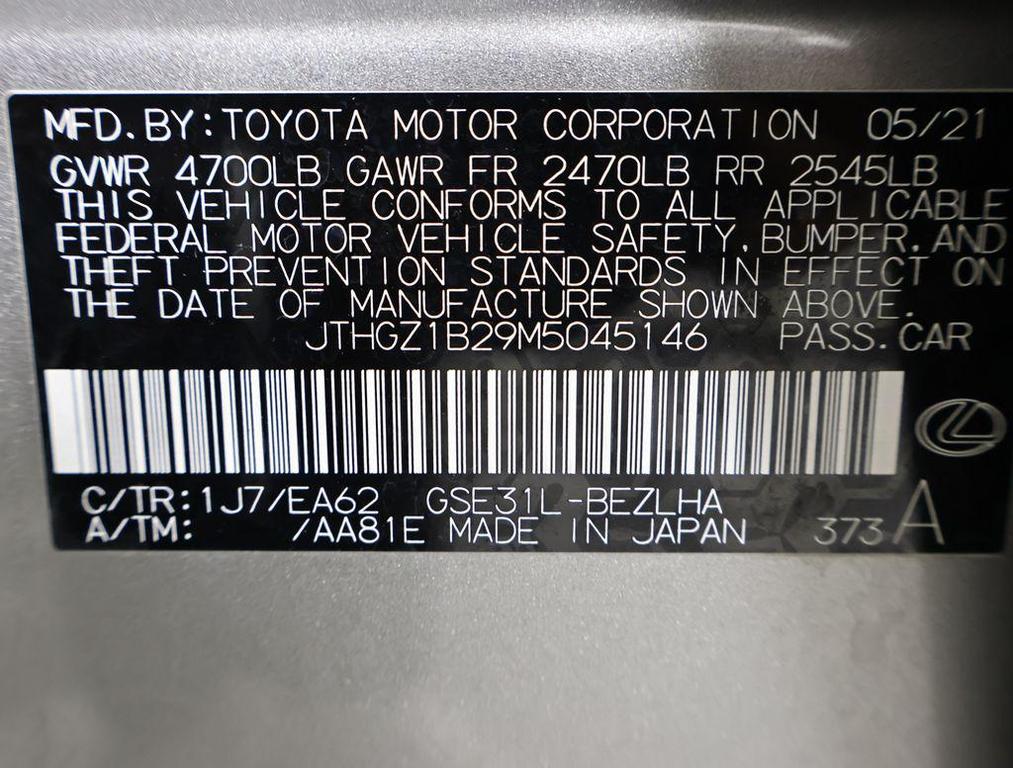 MFD.BY:TOYOTA MOTOR CORPORATION 05/21
GVWR 4700LB GAWR FR 2470LB RR 2545LB
THIS VEHICLE CONFORMS TO ALL APPLICABLE
FEDERAL MOTOR VEHICLE SAFETY, BUMPER, AND
THEFT PREVENTION STANDARDS IN EFFECT ON
THE DATE OF MANUFACTURE SHOWN ABOVE.
JTHGZ1B29M5045146 PASS.CAR
C/TR:1J7/EA62 GSE31L-BEZLHA
A/TM: /AA81E MADE IN JAPAN 373 A